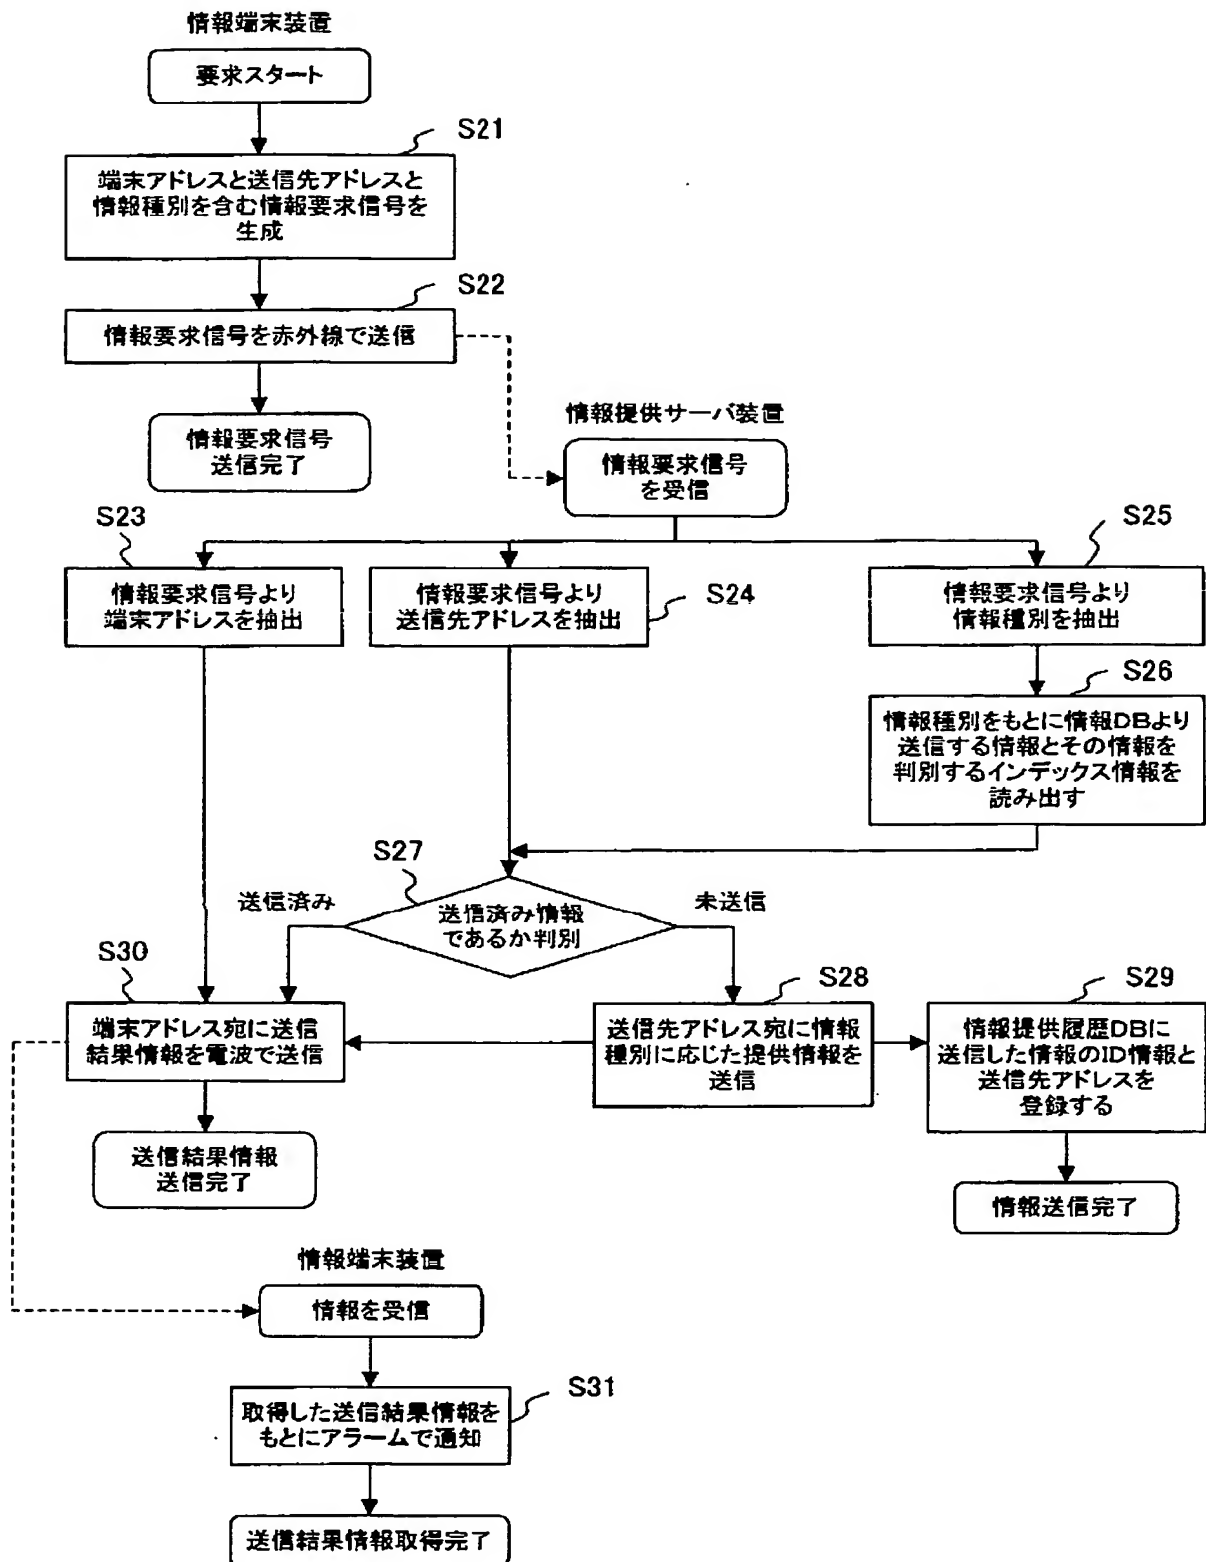 情報端末装置
要求スタート
S21
端末アドレスと送信先アドレスと
情報種別を含む情報要求信号を
生成
S22
情報要求信号を赤外線で送信
情報要求信号
送信完了
情報提供サーバ装置
情報要求信号
を受信
S23
情報要求信号より
端末アドレスを抽出
S24
情報要求信号より
送信先アドレスを抽出
S25
情報要求信号より
情報種別を抽出
S26
情報種別をもとに情報DBより
送信する情報とその情報を
判別するインデックス情報を
読み出す
S27
送信済み
送信済み情報
であるか判別
未送信
S30
端末アドレス宛に送信
結果情報を電波で送信
S28
送信先アドレス宛に情報
種別に応じた提供情報を
送信
S29
情報提供履歴DBに
送信した情報のID情報と
送信先アドレスを
登録する
送信結果情報
送信完了
情報送信完了
情報端末装置
情報を受信
S31
取得した送信結果情報を
もとにアラームで通知
送信結果情報取得完了